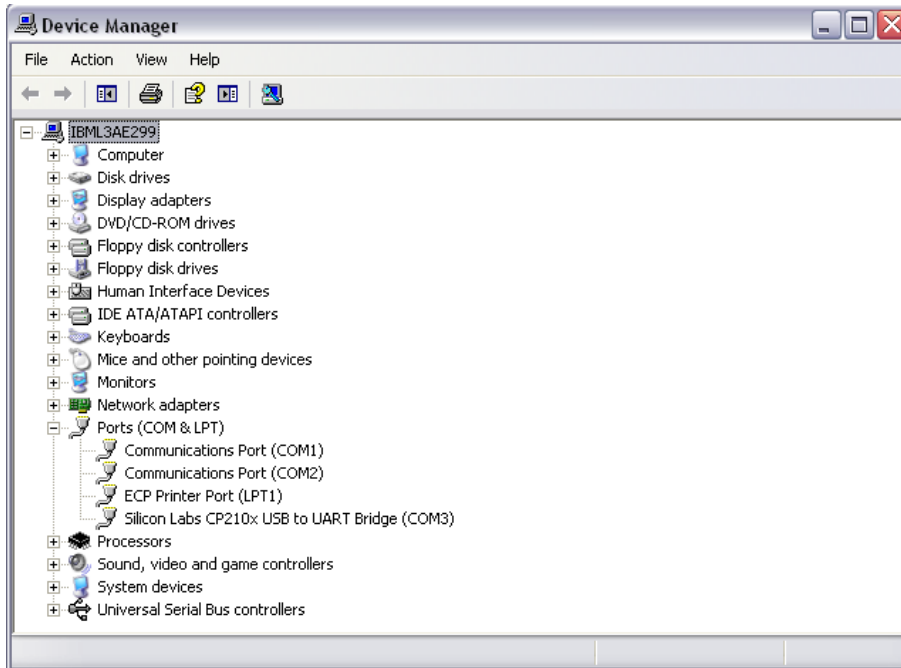 Device Manager
File Action View Help
IBML3AE299
Computer
Disk drives
Display adapters
DVD/CD-ROM drives
Floppy disk controllers
Floppy disk drives
Human Interface Devices
IDE ATA/ATAPI controllers
Keyboards
Mice and other pointing devices
Monitors
Network adapters
Ports (COM & LPT)
Communications Port (COM1)
Communications Port (COM2)
ECP Printer Port (LPT1)
Silicon Labs CP210x USB to UART Bridge (COM3)
Processors
Sound, video and game controllers
System devices
Universal Serial Bus controllers